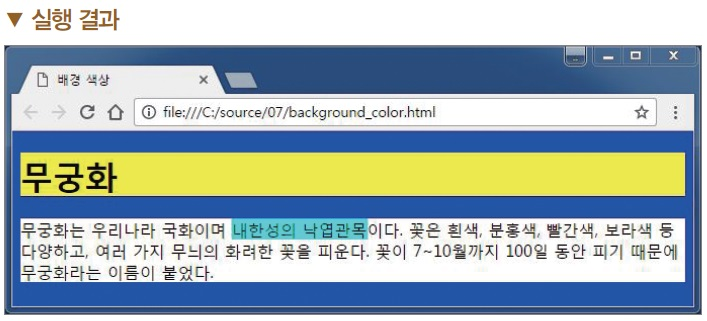 ▼ 실행 결과
배경 색상
file:///C:/source/07/background_color.html
무궁화
무궁화는 우리나라 국화이며 내한성의 낙엽관목이다. 꽃은 흰색, 분홍색, 빨간색, 보라색 등
다양하고, 여러 가지 무늬의 화려한 꽃을 피운다. 꽃이 7~10월까지 100일 동안 피기 때문에
무궁화라는 이름이 붙었다.